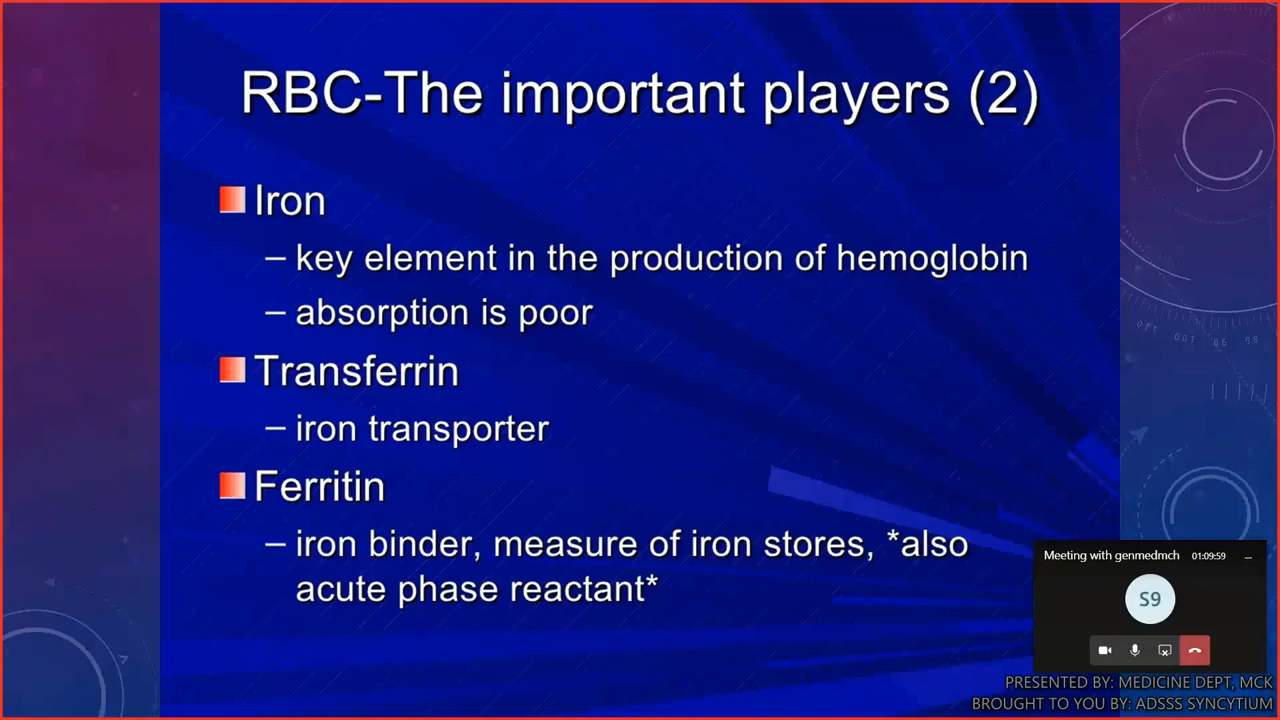 RBC-The important players (2)
Iron
– key element in the production of hemoglobin
– absorption is poor
Transferrin
– iron transporter
Ferritin
– iron binder, measure of iron stores, *also
acute phase reactant*
Meeting with genmedmch 01:09:59
S9
PRESENTED BY: MEDICINE DEPT, MCK
BROUGHT TO YOU BY: ADSSS SYNCYTIUM